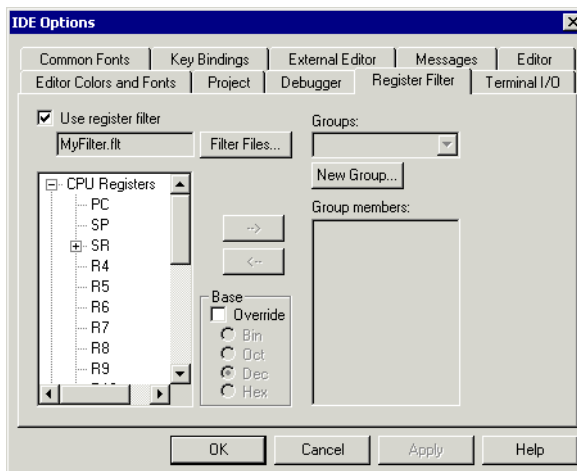 IDE Options
Common Fonts Key Bindings External Editor Messages Editor
Editor Colors and Fonts Project Debugger Register Filter Terminal I/O
Use register filter
MyFilter.flt
Filter Files...
Groups:
New Group...
Group members:
CPU Registers
PC
SP
SR
R4
R5
R6
R7
R8
R9
-->
<--
Base
Override
Bin
Oct
Dec
Hex
OK Cancel Apply Help